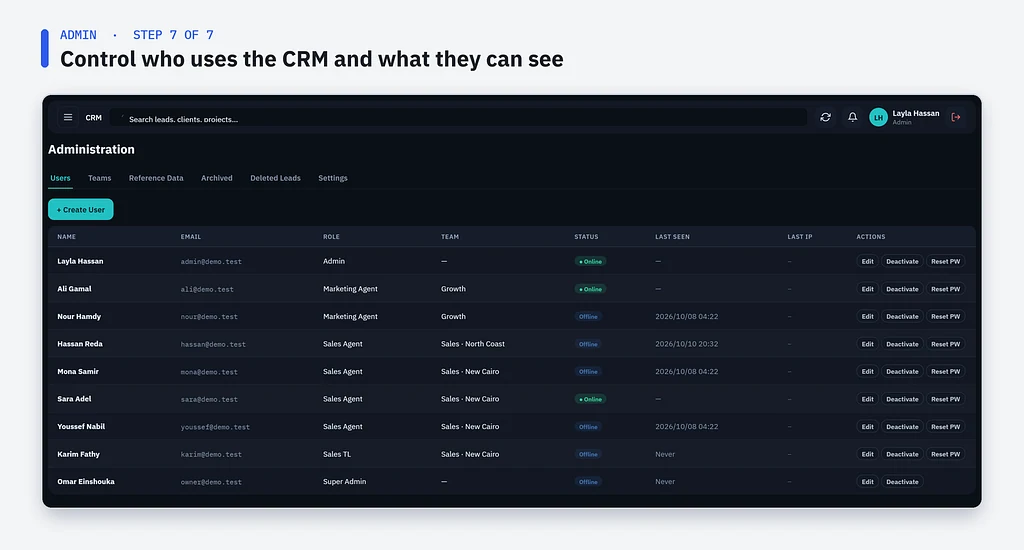 ADMIN · STEP 7 OF 7
Control who uses the CRM and what they can see
CRM Search leads, clients, projects... LH Layla Hassan
Admin
Administration
Users Teams Reference Data Archived Deleted Leads Settings
+ Create User
NAME EMAIL ROLE TEAM STATUS LAST SEEN LAST IP ACTIONS
Layla Hassan admin@demo.test Admin — Online — – Edit Deactivate Reset PW
Ali Gamal ali@demo.test Marketing Agent Growth Online — – Edit Deactivate Reset PW
Nour Hamdy nour@demo.test Marketing Agent Growth Offline 2026/10/08 04:22 – Edit Deactivate Reset PW
Hassan Reda hassan@demo.test Sales Agent Sales · North Coast Offline 2026/10/10 20:32 – Edit Deactivate Reset PW
Mona Samir mona@demo.test Sales Agent Sales · New Cairo Offline 2026/10/08 04:22 – Edit Deactivate Reset PW
Sara Adel sara@demo.test Sales Agent Sales · New Cairo Online — – Edit Deactivate Reset PW
Youssef Nabil youssef@demo.test Sales Agent Sales · New Cairo Offline 2026/10/08 04:22 – Edit Deactivate Reset PW
Karim Fathy karim@demo.test Sales TL Sales · New Cairo Offline Never – Edit Deactivate Reset PW
Omar Einshouka owner@demo.test Super Admin — Offline Never – Edit Deactivate